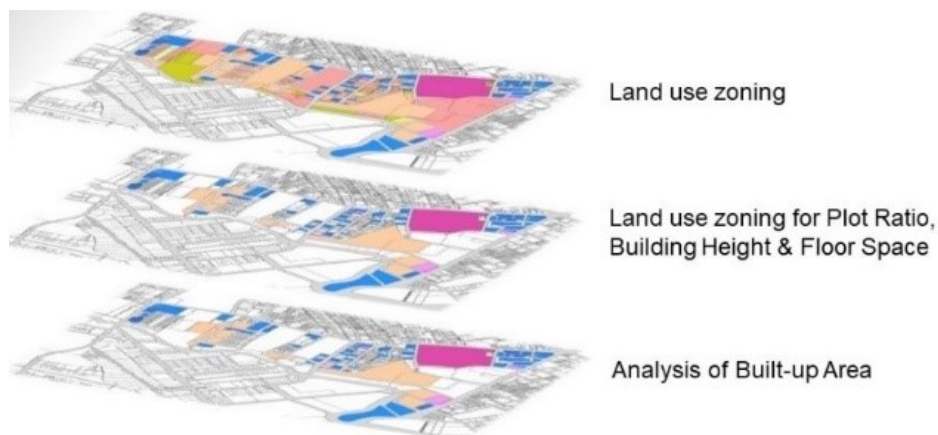 Land use zoning
Land use zoning for Plot Ratio,
Building Height & Floor Space
Analysis of Built-up Area